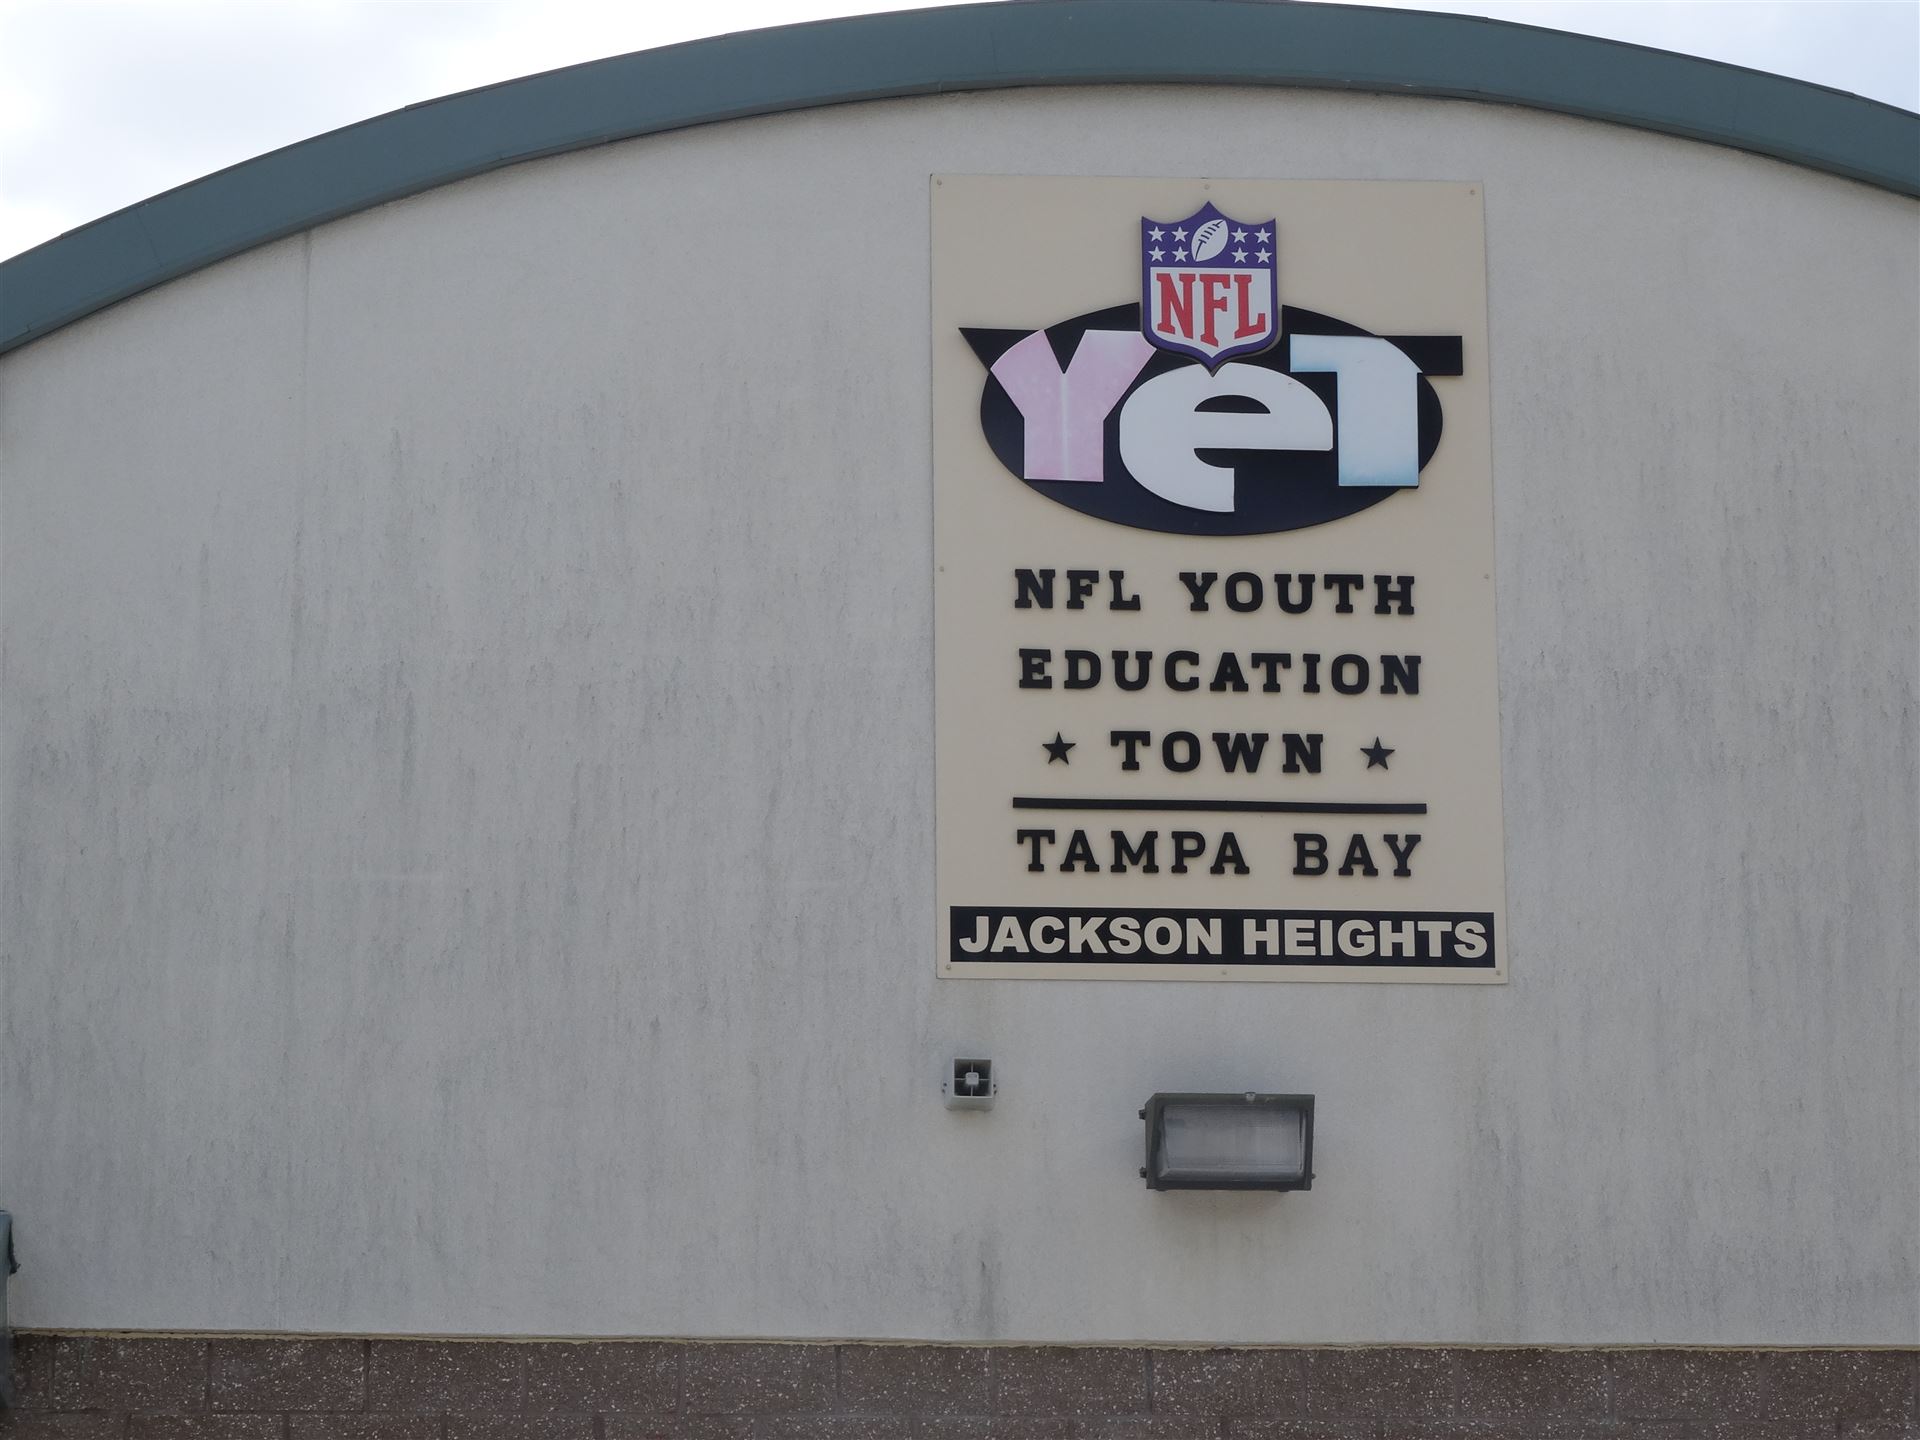 NFL
YeT
NFL YOUTH
EDUCATION
★ TOWN ★
TAMPA BAY
JACKSON HEIGHTS